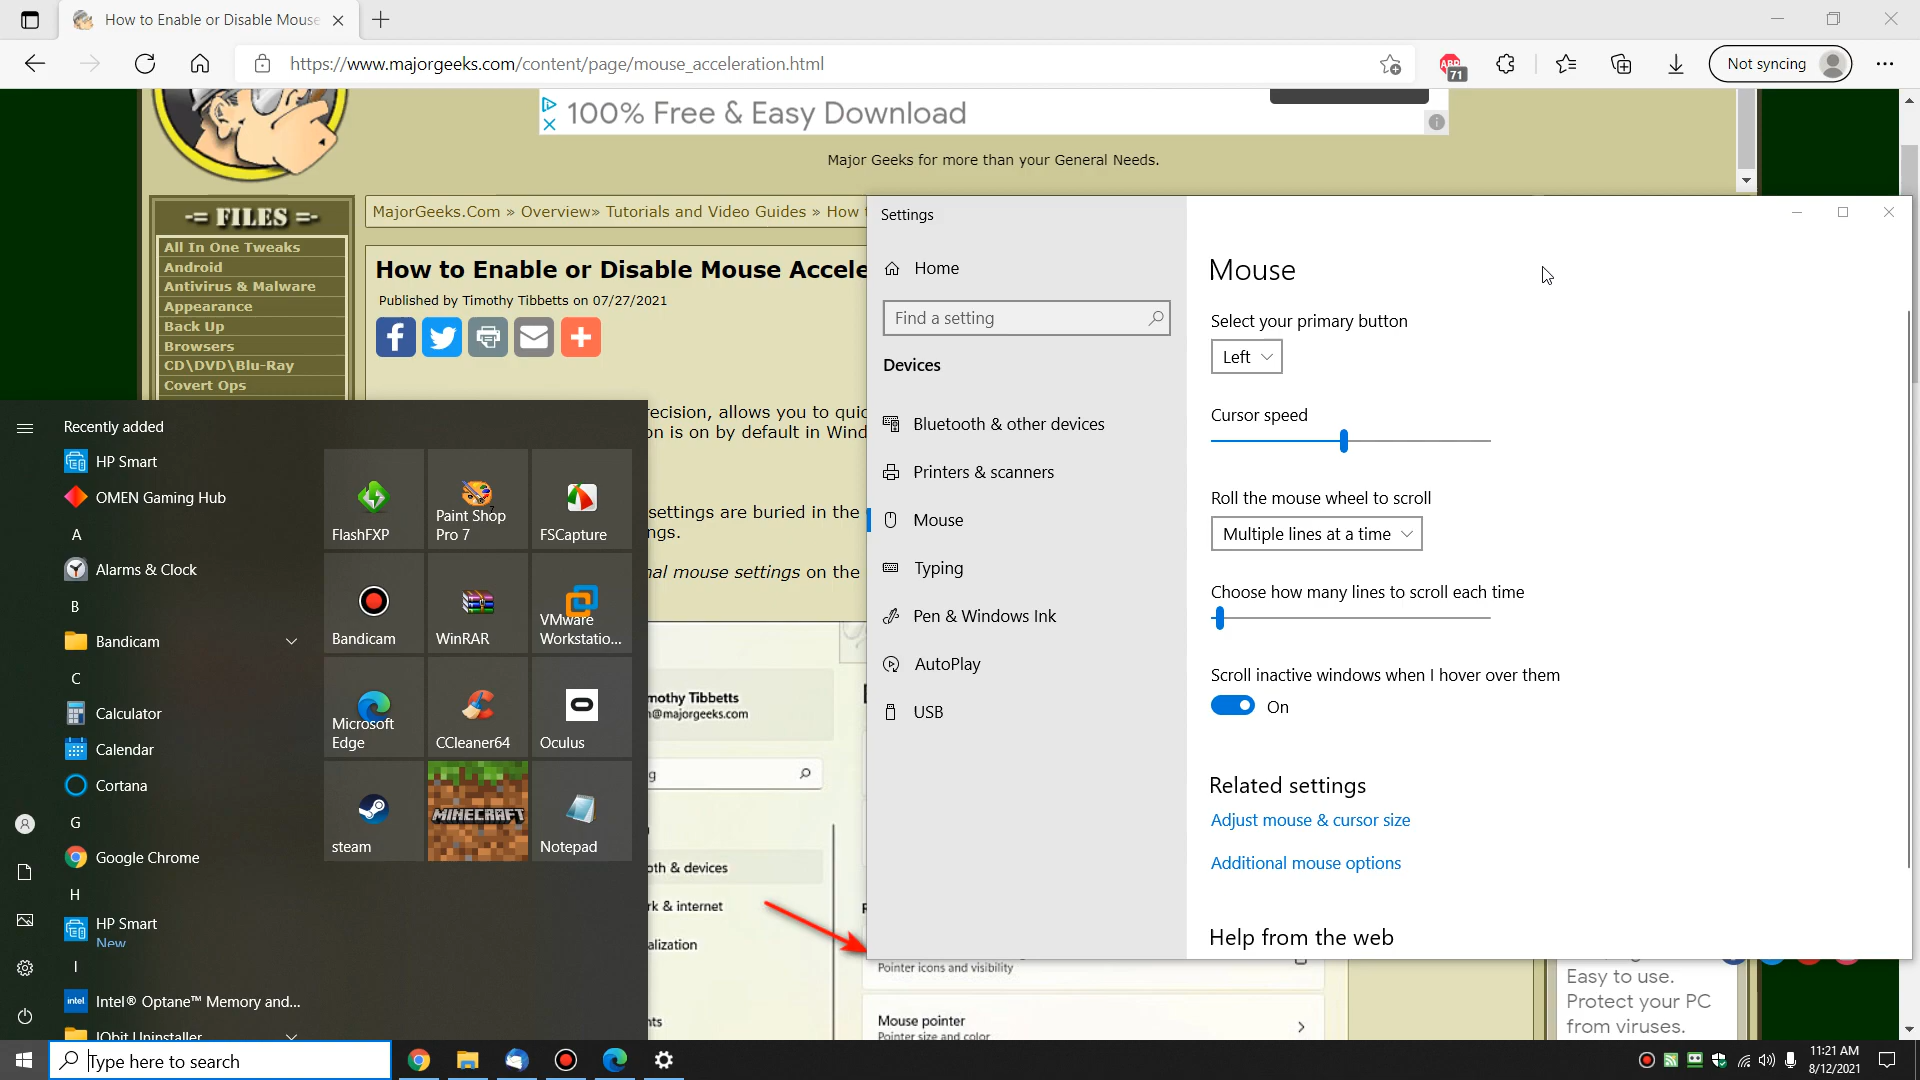 How to Enable or Disable Mouse
https://www.majorgeeks.com/content/page/mouse_acceleration.html
ABP
71
Not syncing
100% Free & Easy Download
Major Geeks for more than your General Needs.
-= FILES =-
All In One Tweaks
Android
Antivirus & Malware
Appearance
Back Up
Browsers
CD\DVD\Blu-Ray
Covert Ops
MajorGeeks.Com » Overview» Tutorials and Video Guides » How
How to Enable or Disable Mouse Accele
Published by Timothy Tibbetts on 07/27/2021
recision, allows you to quic
on is on by default in Wind
settings are buried in the
ngs.
nal mouse settings on the
mothy Tibbetts
@majorgeeks.com
oth & devices
rk & internet
alization
nts
Pointer icons and visibility
Mouse pointer
Pointer size and color
Easy to use.
Protect your PC
from viruses.
Settings
Home
Find a setting
Devices
Bluetooth & other devices
Printers & scanners
Mouse
Typing
Pen & Windows Ink
AutoPlay
USB
Mouse
Select your primary button
Left
Cursor speed
Roll the mouse wheel to scroll
Multiple lines at a time
Choose how many lines to scroll each time
Scroll inactive windows when I hover over them
On
Related settings
Adjust mouse & cursor size
Additional mouse options
Help from the web
Recently added
HP Smart
OMEN Gaming Hub
A
Alarms & Clock
B
Bandicam
C
Calculator
Calendar
Cortana
G
Google Chrome
H
HP Smart
New
I
intel
Intel® Optane™ Memory and...
IObit Uninstaller
FlashFXP
Paint Shop
Pro 7
FSCapture
Bandicam
WinRAR
VMware
Workstatio...
Microsoft
Edge
CCleaner64
Oculus
steam
MINECRAFT
Notepad
Type here to search
11:21 AM
8/12/2021